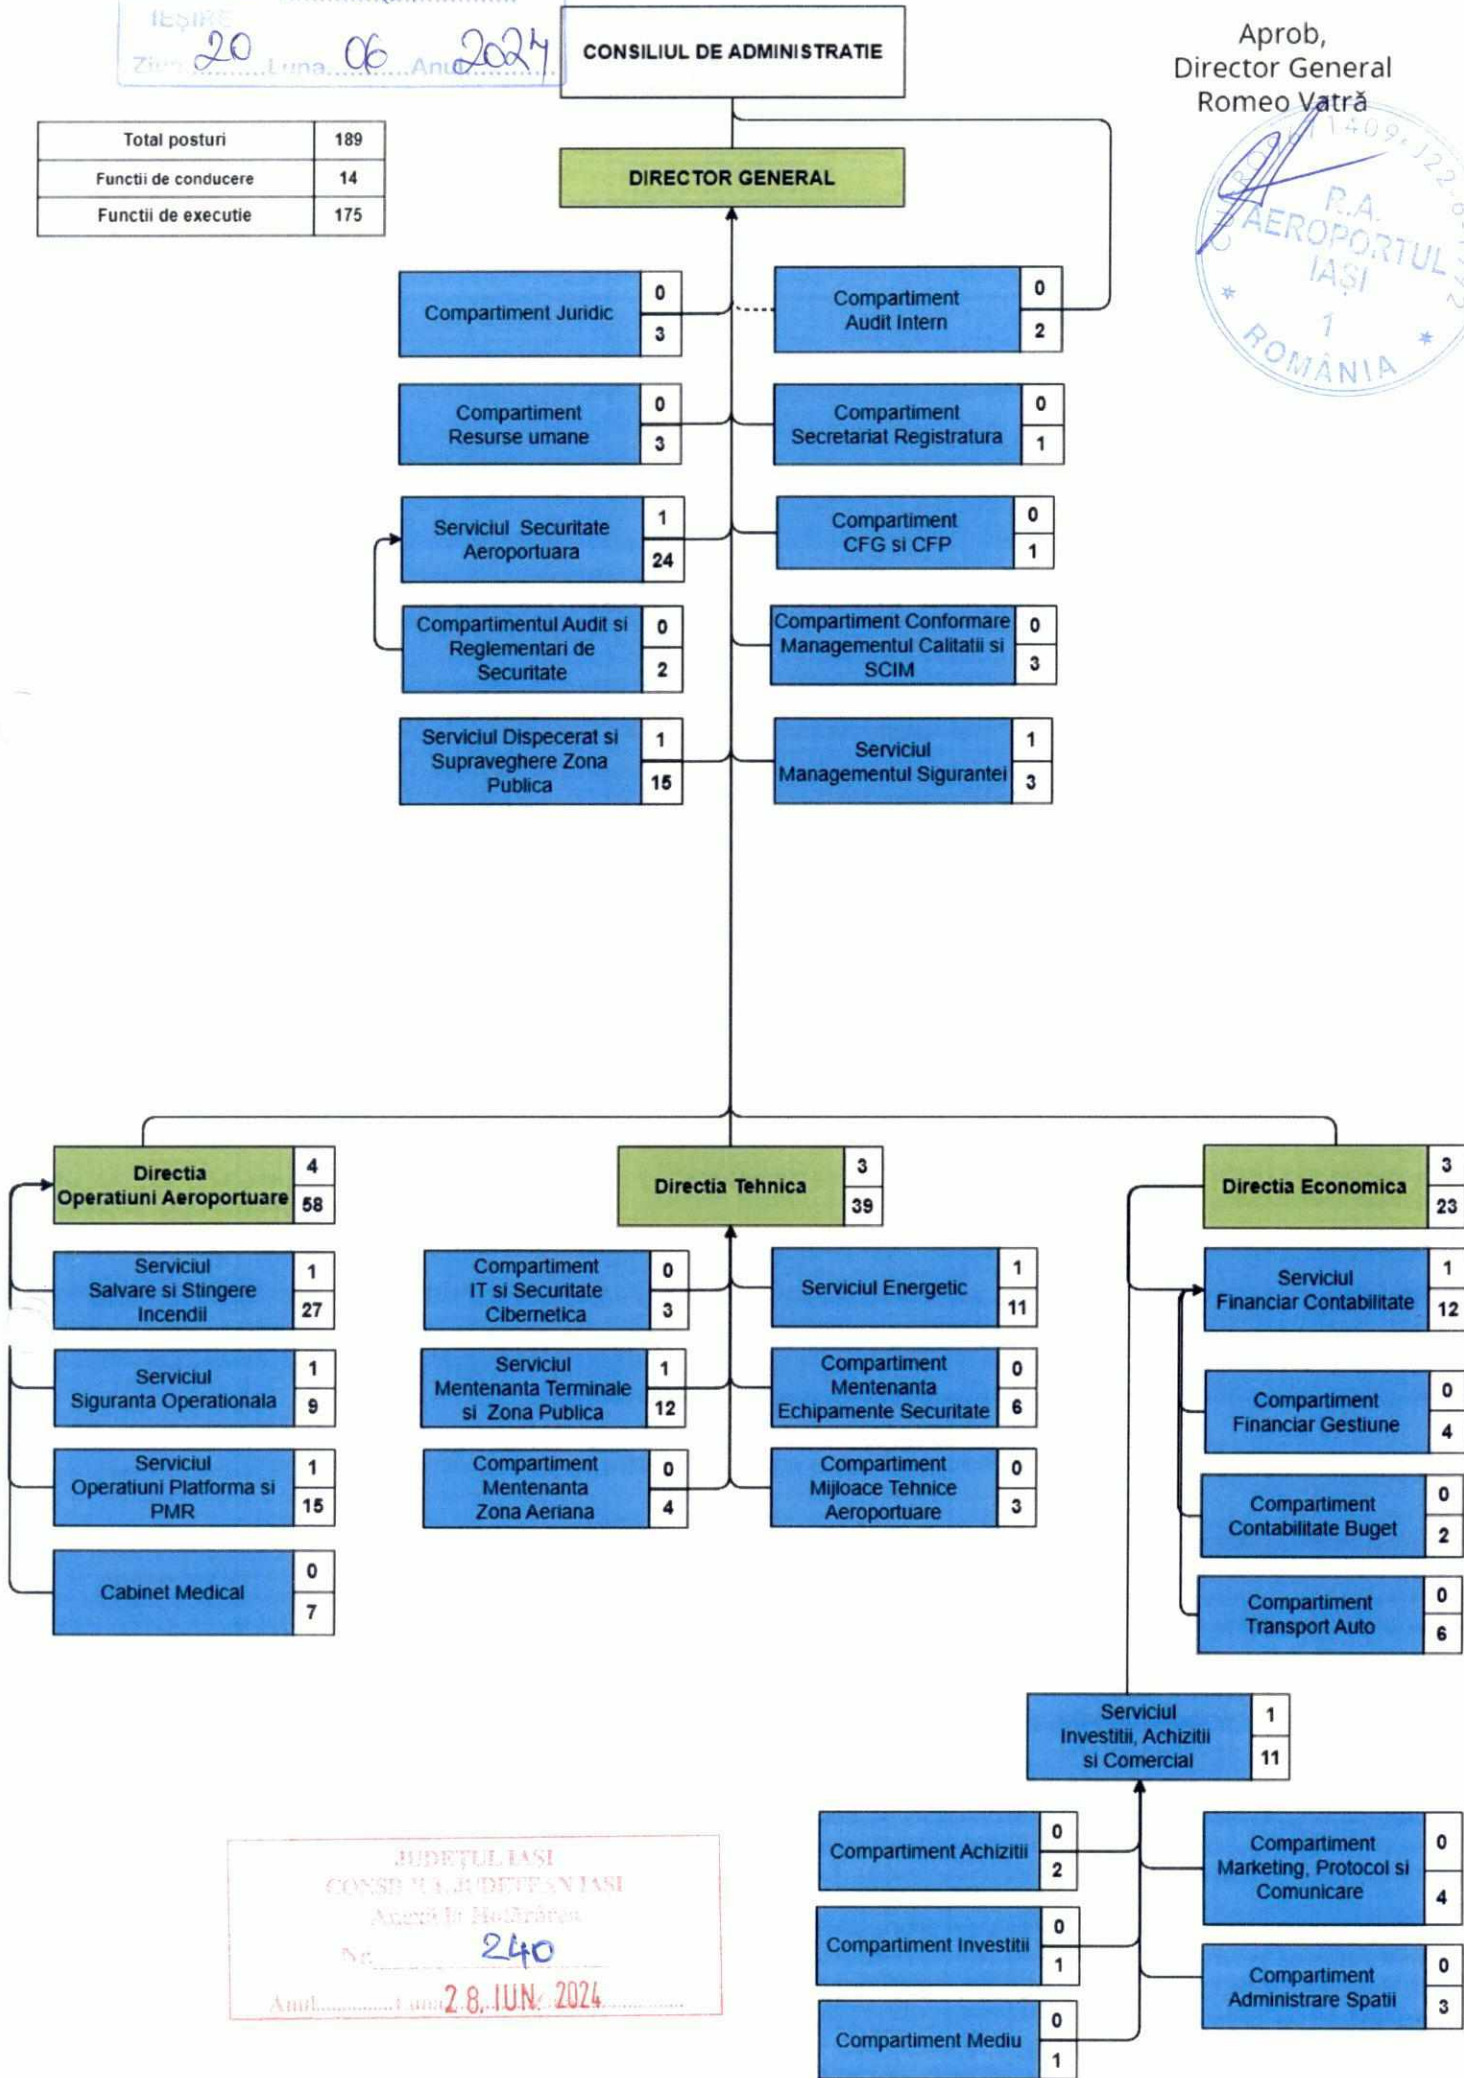 IEȘIRE
Ziua 20 Luna 06 Anul 2024
CONSILIUL DE ADMINISTRATIE
Aprob,
Director General
Romeo Vatră
R.A.
AEROPORTUL
IAȘI
1
ROMÂNIA
Total posturi 189
Functii de conducere 14
Functii de executie 175
DIRECTOR GENERAL
Compartiment Juridic
0
3
Compartiment
Audit Intern
0
2
Compartiment
Resurse umane
0
3
Compartiment
Secretariat Registratura
0
1
Serviciul Securitate
Aeroportuara
1
24
Compartiment
CFG si CFP
0
1
Compartimentul Audit si
Reglementari de
Securitate
0
2
Compartiment Conformare
Managementul Calitatii si
SCIM
0
3
Serviciul Dispecerat si
Supraveghere Zona
Publica
1
15
Serviciul
Managementul Sigurantei
1
3
Directia
Operatiuni Aeroportuare
4
58
Serviciul
Salvare si Stingere
Incendii
1
27
Serviciul
Siguranta Operationala
1
9
Serviciul
Operatiuni Platforma si
PMR
1
15
Cabinet Medical
0
7
Directia Tehnica
3
39
Compartiment
IT si Securitate
Cibernetica
0
3
Serviciul Energetic
1
11
Serviciul
Mentenanta Terminale
si Zona Publica
1
12
Compartiment
Mentenanta
Echipamente Securitate
0
6
Compartiment
Mentenanta
Zona Aeriana
0
4
Compartiment
Mijloace Tehnice
Aeroportuare
0
3
Directia Economica
3
23
Serviciul
Financiar Contabilitate
1
12
Compartiment
Financiar Gestiune
0
4
Compartiment
Contabilitate Buget
0
2
Compartiment
Transport Auto
0
6
Serviciul
Investitii, Achizitii
si Comercial
1
11
Compartiment Achizitii
0
2
Compartiment
Marketing, Protocol si
Comunicare
0
4
Compartiment Investitii
0
1
Compartiment
Administrare Spatii
0
3
Compartiment Mediu
0
1
JUDEȚUL IAȘI
CONSILIUL JUDEȚEAN IAȘI
Anexă la Hotărârea
Nr. 240
Anul Luna 28. IUN. 2024